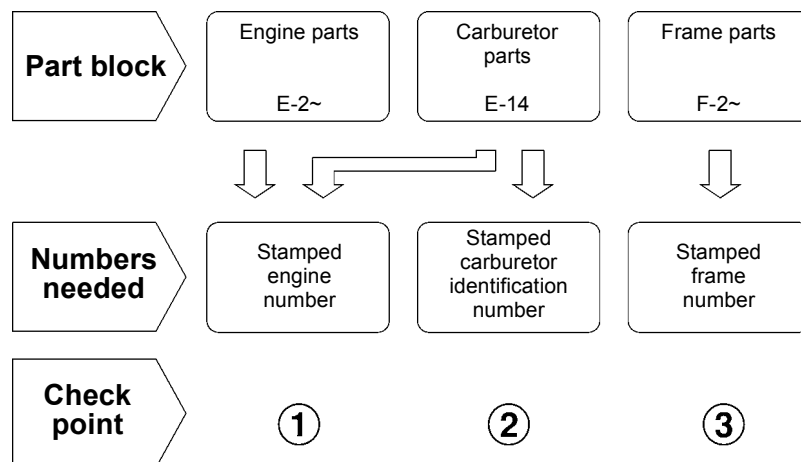 Part block
Engine parts
E-2~
Carburetor
parts
E-14
Frame parts
F-2~
Numbers
needed
Stamped
engine
number
Stamped
carburetor
identification
number
Stamped
frame
number
Check
point
①
②
③